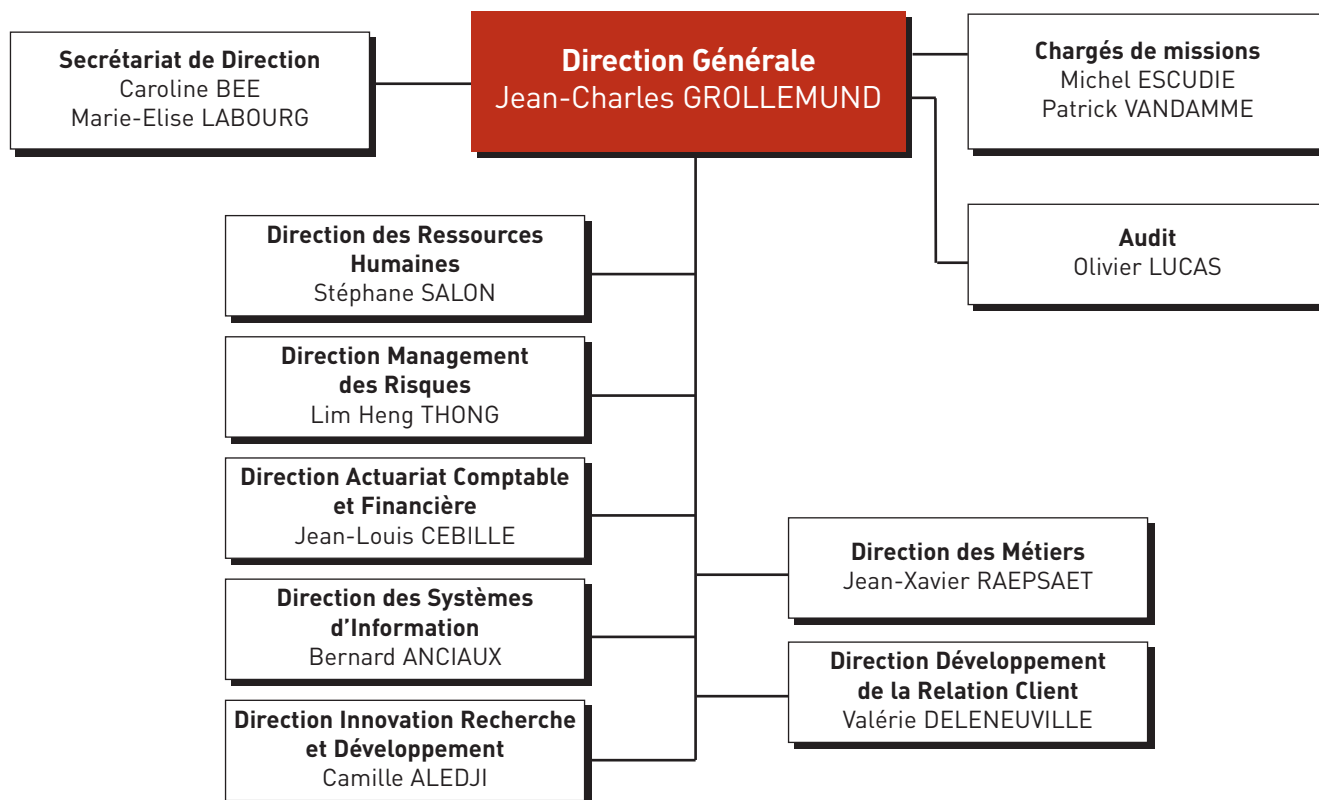 Secrétariat de Direction
Caroline BEE
Marie-Elise LABOURG
Direction Générale
Jean-Charles GROLLEMUND
Chargés de missions
Michel ESCUDIE
Patrick VANDAMME
Audit
Olivier LUCAS
Direction des Ressources
Humaines
Stéphane SALON
Direction Management
des Risques
Lim Heng THONG
Direction Actuariat Comptable
et Financière
Jean-Louis CEBILLE
Direction des Systèmes
d’Information
Bernard ANCIAUX
Direction Innovation Recherche
et Développement
Camille ALEDJI
Direction des Métiers
Jean-Xavier RAEPSAET
Direction Développement
de la Relation Client
Valérie DELENEUVILLE